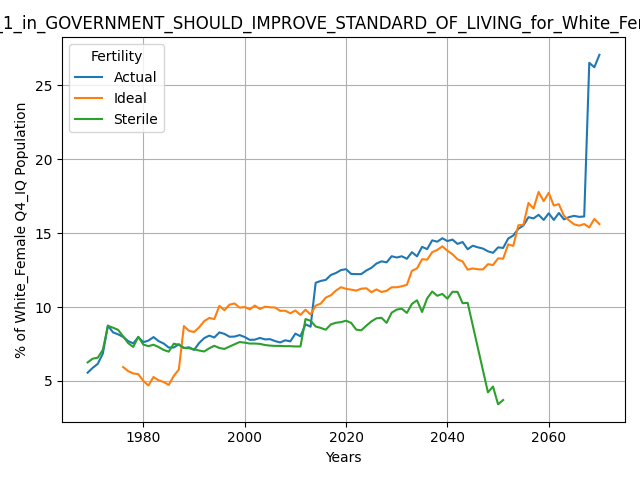 _1_in_GOVERNMENT_SHOULD_IMPROVE_STANDARD_OF_LIVING_for_White_Fem
Fertility
Actual
Ideal
Sterile
% of White_Female Q4_IQ Population
25
20
15
10
5
1980 2000 2020 2040 2060
Years